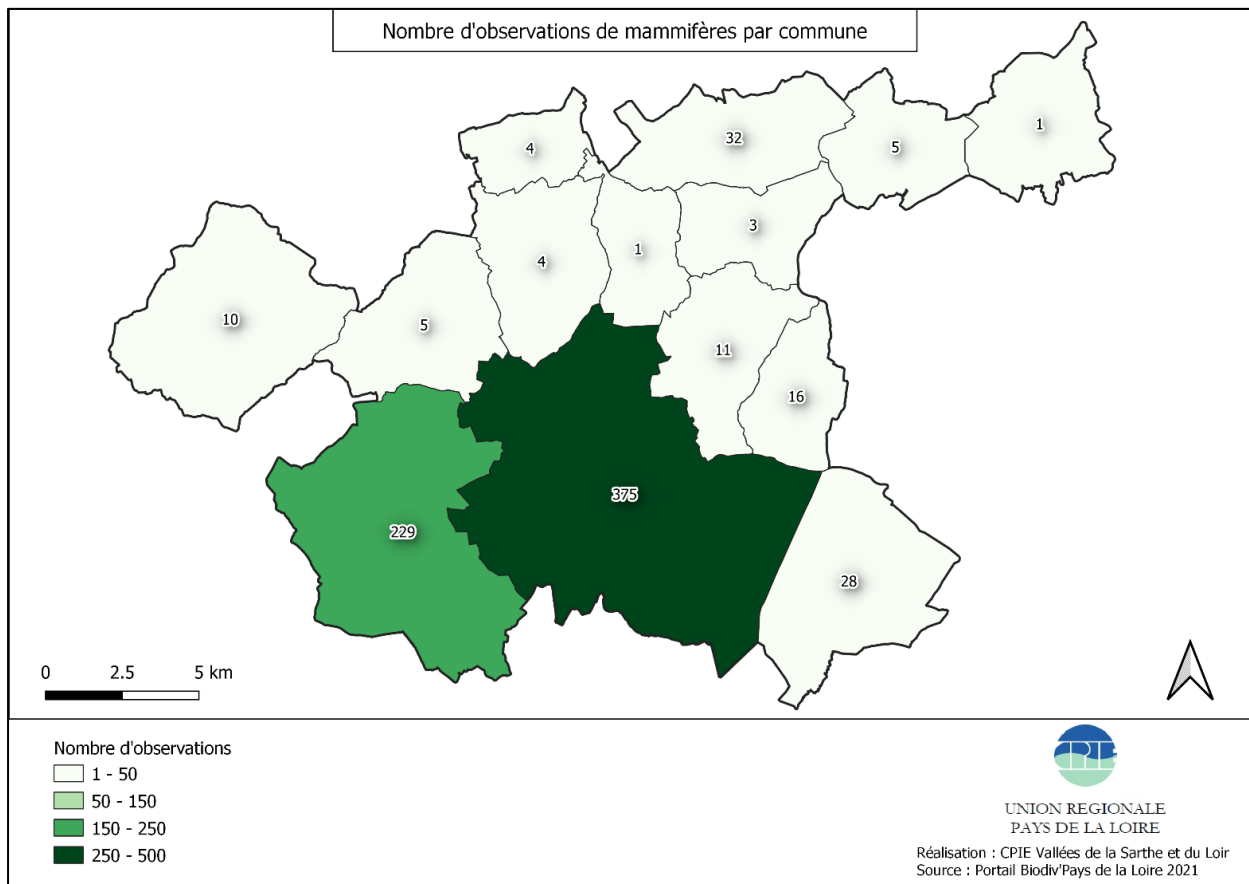 Nombre d'observations de mammifères par commune
1
32
5
4
3
1
4
10
5
11
16
375
229
28
0 2.5 5 km
Nombre d'observations
1 - 50
50 - 150
150 - 250
250 - 500
CPIE
UNION REGIONALE
PAYS DE LA LOIRE
Réalisation : CPIE Vallées de la Sarthe et du Loir
Source : Portail Biodiv'Pays de la Loire 2021